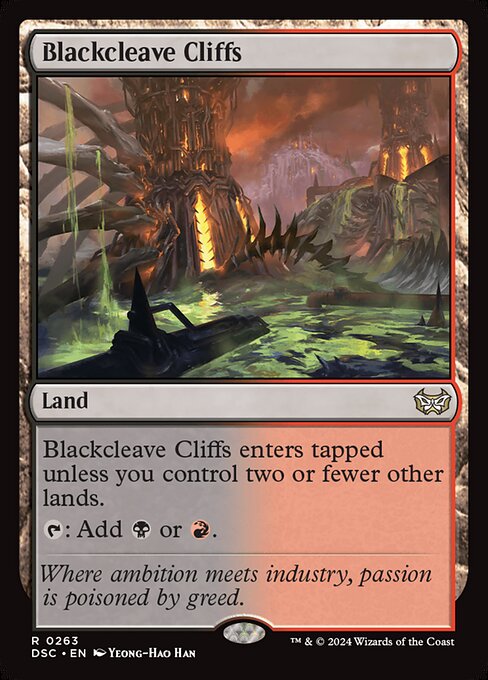 Blackcleave Cliffs
Land
Blackcleave Cliffs enters tapped
unless you control two or fewer other
lands.
: Add or .
Where ambition meets industry, passion
is poisoned by greed.
R 0263
DSC • EN Yeong-Hao Han
™ & © 2024 Wizards of the Coast